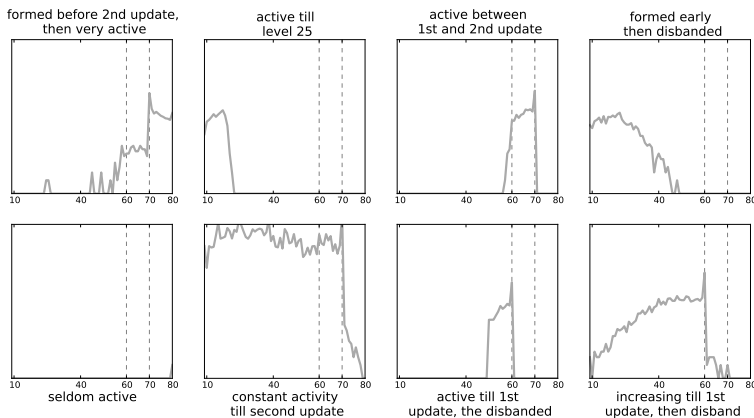 formed before 2nd update,
then very active
active till
level 25
active between
1st and 2nd update
formed early
then disbanded
10 40 60 70 80
10 40 60 70 80
10 40 60 70 80
10 40 60 70 80
10 40 60 70 80
10 40 60 70 80
10 40 60 70 80
10 40 60 70 80
seldom active
constant activity
till second update
active till 1st
update, the disbanded
increasing till 1st
update, then disband